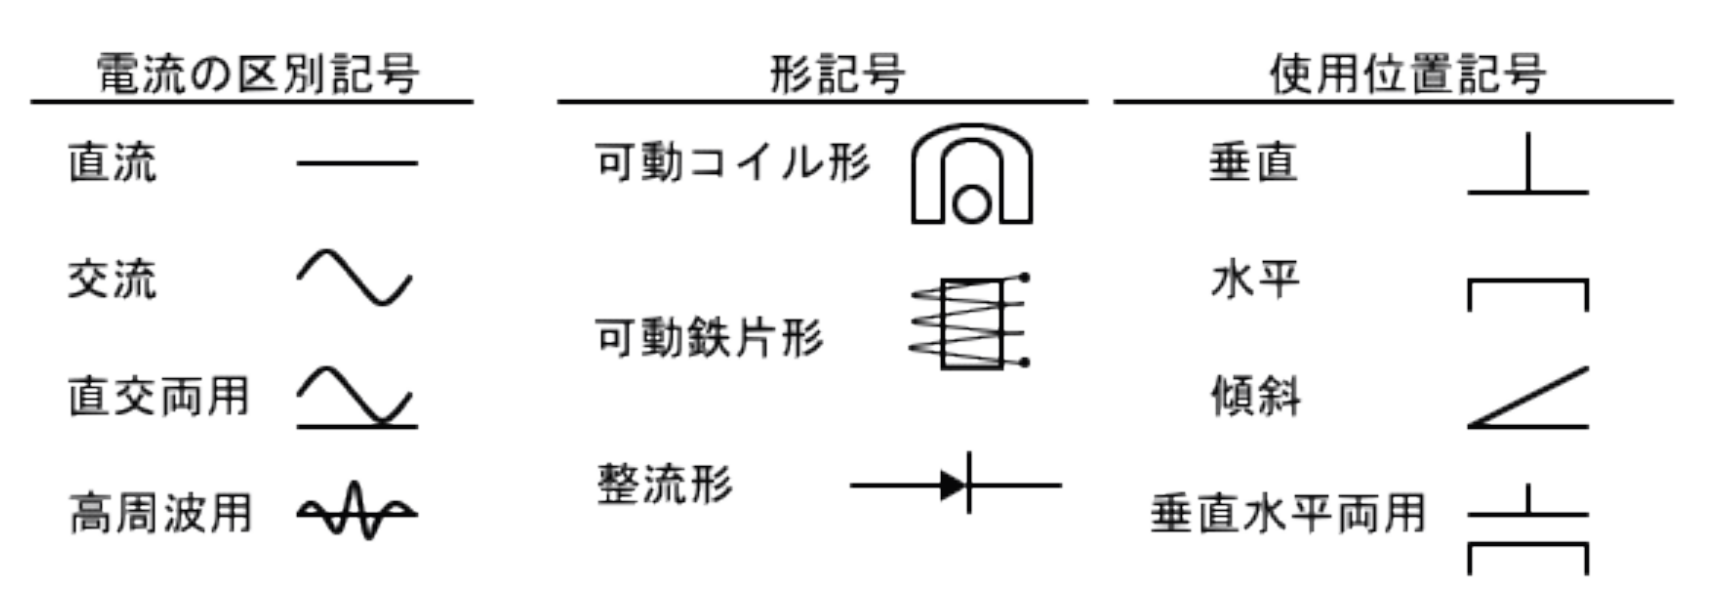 電流の区別記号
直流
交流
直交両用
高周波用
形記号
可動コイル形
可動鉄片形
整流形
使用位置記号
垂直
水平
傾斜
垂直水平両用